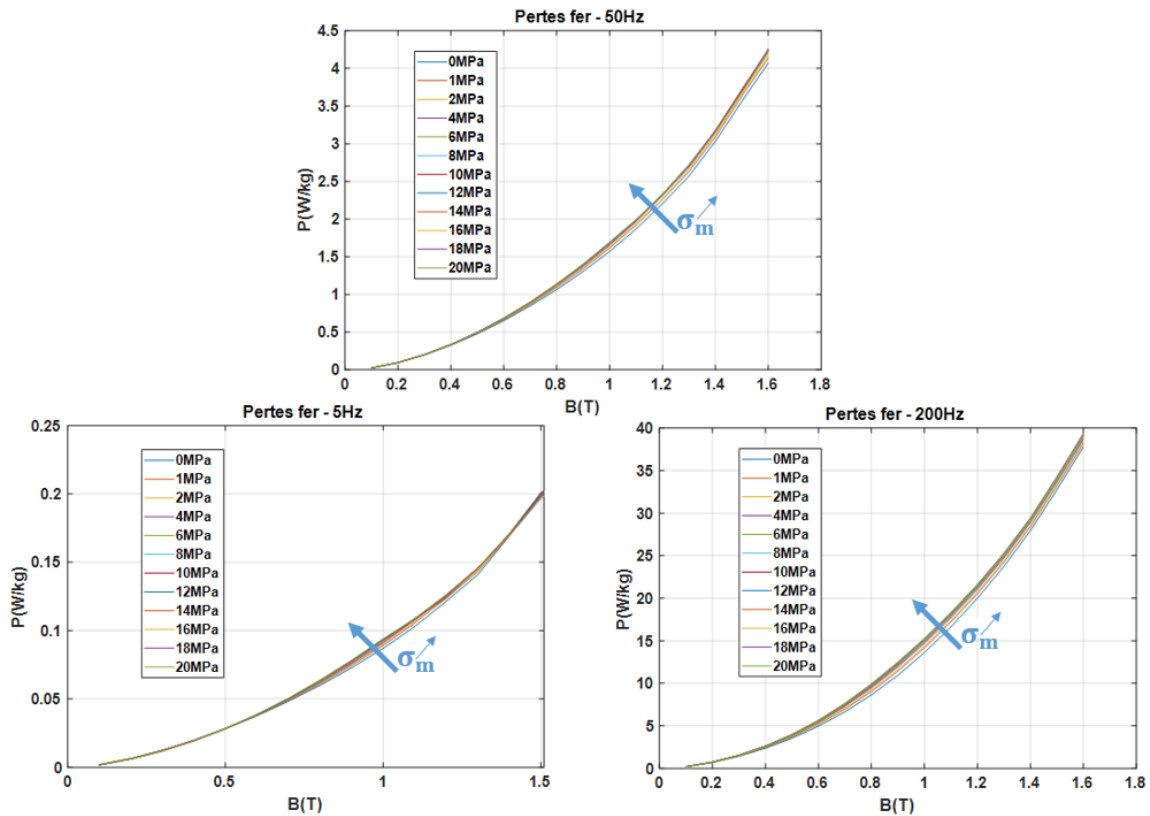 Pertes fer - 50Hz
P(W/kg)
4.5
4
3.5
3
2.5
2
1.5
1
0.5
0
0MPa
1MPa
2MPa
4MPa
6MPa
8MPa
10MPa
12MPa
14MPa
16MPa
18MPa
20MPa
σm
0 0.2 0.4 0.6 0.8 1 1.2 1.4 1.6 1.8
B(T)
Pertes fer - 5Hz
P(W/kg)
0.25
0.2
0.15
0.1
0.05
0
0MPa
1MPa
2MPa
4MPa
6MPa
8MPa
10MPa
12MPa
14MPa
16MPa
18MPa
20MPa
σm
0 0.5 1 1.5
B(T)
Pertes fer - 200Hz
P(W/kg)
40
35
30
25
20
15
10
5
0
0MPa
1MPa
2MPa
4MPa
6MPa
8MPa
10MPa
12MPa
14MPa
16MPa
18MPa
20MPa
σm
0 0.2 0.4 0.6 0.8 1 1.2 1.4 1.6 1.8
B(T)